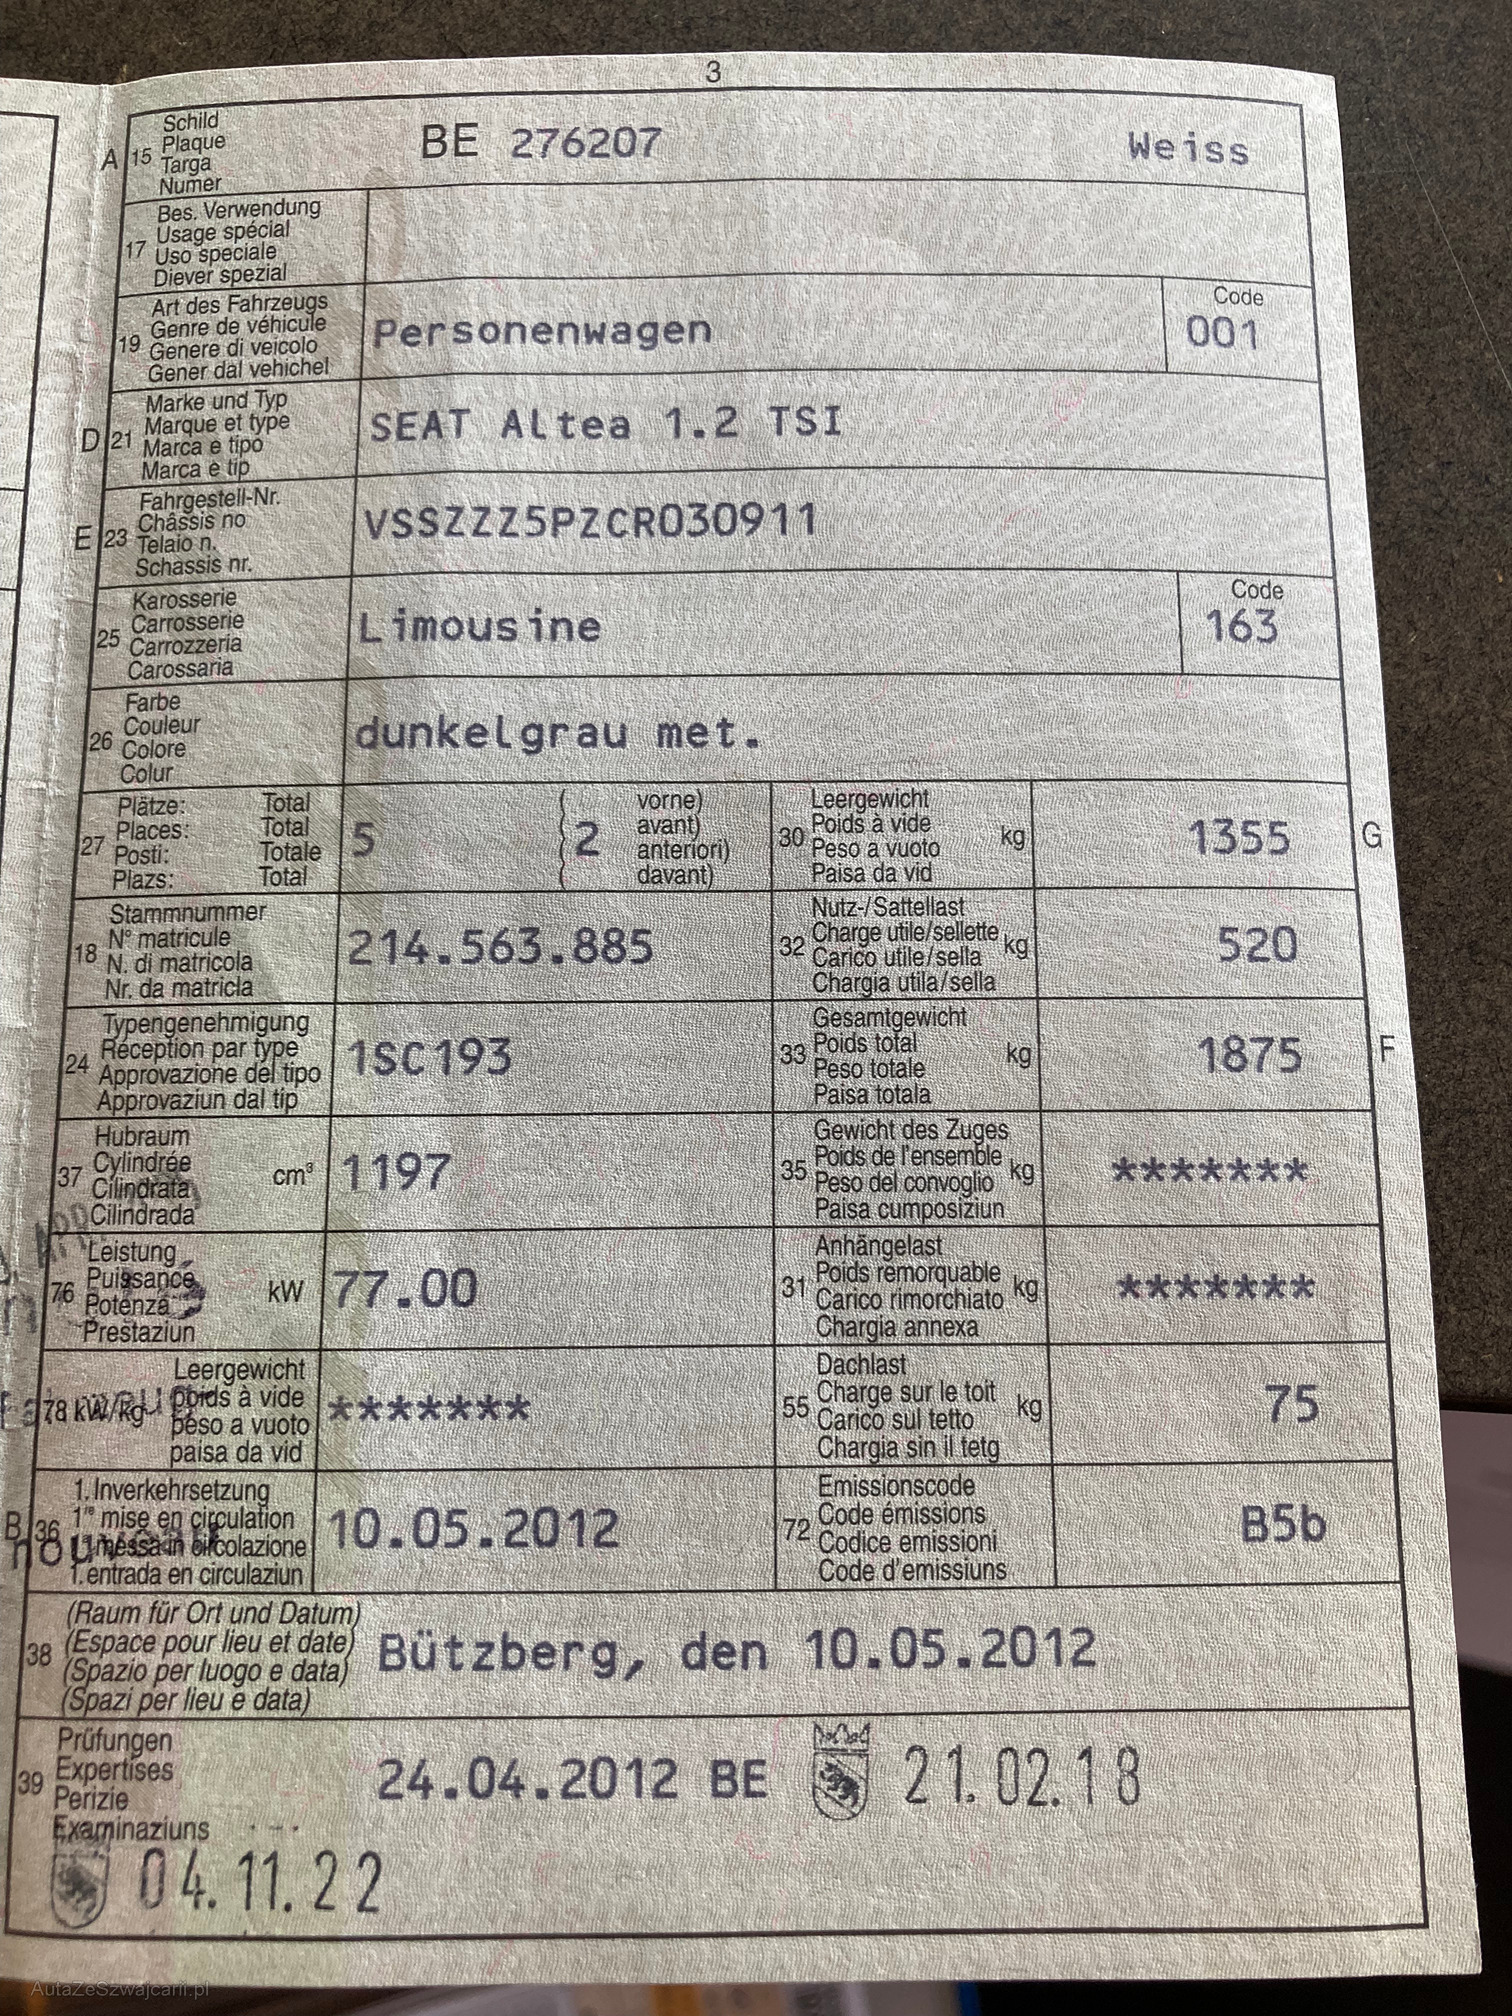 3
A 15 Schild
Plaque
Targa
Numer
BE 276207 Weiss
17 Bes. Verwendung
Usage spécial
Uso speciale
Diever spezial
19 Art des Fahrzeugs
Genre de véhicule
Genere di veicolo
Gener dal vehichel
Personenwagen
Code
001
D 21 Marke und Typ
Marque et type
Marca e tipo
Marca e tip
SEAT Altea 1.2 TSI
E 23 Fahrgestell-Nr.
Châssis no
Telaio n.
Schassis nr.
VSSZZZ5PZCR030911
25 Karosserie
Carrosserie
Carrozzeria
Carossaria
Limousine
Code
163
26 Farbe
Couleur
Colore
Colur
dunkelgrau met.
27 Plätze: Total
Places: Total
Posti: Totale
Plazs: Total
5 ( 2 vorne)
avant)
anteriori)
davant)
30 Leergewicht
Poids à vide
Peso a vuoto
Paisa da vid
kg 1355 G
18 Stammnummer
N° matricule
N. di matricola
Nr. da matricla
214.563.885
32 Nutz-/Sattellast
Charge utile/sellette
Carico utile/sella
Chargia utila/sella
kg 520
24 Typengenehmigung
Réception par type
Approvazione del tipo
Approvaziun dal tip
1SC193
33 Gesamtgewicht
Poids total
Peso totale
Paisa totala
kg 1875 F
37 Hubraum
Cylindrée
Cilindrata
Cilindrada
cm³ 1197
35 Gewicht des Zuges
Poids de l'ensemble
Peso del convoglio
Paisa cumposiziun
kg *******
76 Leistung
Puissance
Potenza
Prestaziun
kW 77.00
31 Anhängelast
Poids remorquable
Carico rimorchiato
Chargia annexa
kg *******
78 kW/kg Leergewicht
poids à vide
peso a vuoto
paisa da vid
*******
55 Dachlast
Charge sur le toit
Carico sul tetto
Chargia sin il tetg
kg 75
B 36 1. Inverkehrsetzung
1re mise en circulation
1. messa in circolazione
1. entrada en circulaziun
10.05.2012
72 Emissionscode
Code émissions
Codice emissioni
Code d'emissiuns
B5b
38 (Raum für Ort und Datum)
(Espace pour lieu et date)
(Spazio per luogo e data)
(Spazi per lieu e data)
Bützberg, den 10.05.2012
39 Prüfungen
Expertises
Perizie
Examinaziuns
24.04.2012 BE 21.02.18
04.11.22
AutaZeSzwajcarii.pl